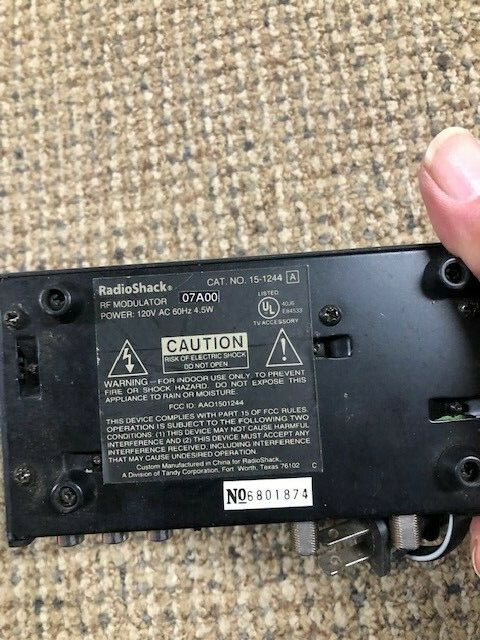 RadioShack®
CAT. NO. 15-1244 A
RF MODULATOR 07A00
POWER: 120V AC 60Hz 4.5W
LISTED
UL
40J6
E84533
TV ACCESSORY
CAUTION
RISK OF ELECTRIC SHOCK
DO NOT OPEN
WARNING – FOR INDOOR USE ONLY. TO PREVENT
FIRE OR SHOCK HAZARD. DO NOT EXPOSE THIS
APPLIANCE TO RAIN OR MOISTURE.
FCC ID. AAO1501244
THIS DEVICE COMPLIES WITH PART 15 OF FCC RULES.
OPERATION IS SUBJECT TO THE FOLLOWING TWO
CONDITIONS: (1) THIS DEVICE MAY NOT CAUSE HARMFUL
INTERFERENCE AND (2) THIS DEVICE MUST ACCEPT ANY
INTERFERENCE RECEIVED, INCLUDING INTERFERENCE
THAT MAY CAUSE UNDESIRED OPERATION.
Custom Manufactured in China for RadioShack,
A Division of Tandy Corporation, Fort Worth, Texas 76102 C
No6801874